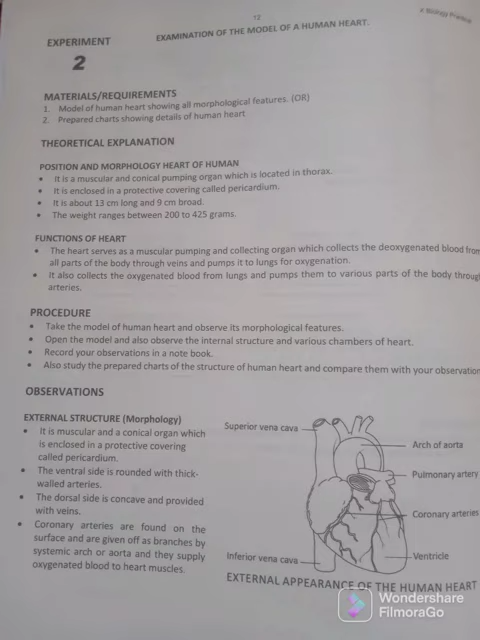 12
X Biology Practica
EXPERIMENT
2
EXAMINATION OF THE MODEL OF A HUMAN HEART.
MATERIALS/REQUIREMENTS
1. Model of human heart showing all morphological features. (OR)
2. Prepared charts showing details of human heart
THEORETICAL EXPLANATION
POSITION AND MORPHOLOGY HEART OF HUMAN
• It is a muscular and conical pumping organ which is located in thorax.
• It is enclosed in a protective covering called pericardium.
• It is about 13 cm long and 9 cm broad.
• The weight ranges between 200 to 425 grams.
FUNCTIONS OF HEART
• The heart serves as a muscular pumping and collecting organ which collects the deoxygenated blood from
all parts of the body through veins and pumps it to lungs for oxygenation.
• It also collects the oxygenated blood from lungs and pumps them to various parts of the body throug
arteries.
PROCEDURE
• Take the model of human heart and observe its morphological features.
• Open the model and also observe the internal structure and various chambers of heart.
• Record your observations in a note book.
• Also study the prepared charts of the structure of human heart and compare them with your observation
OBSERVATIONS
EXTERNAL STRUCTURE (Morphology)
• It is muscular and a conical organ which
is enclosed in a protective covering
called pericardium.
• The ventral side is rounded with thick-
walled arteries.
• The dorsal side is concave and provided
with veins.
• Coronary arteries are found on the
surface and are given off as branches by
systemic arch or aorta and they supply
oxygenated blood to heart muscles.
Superior vena cava
Arch of aorta
Pulmonary artery
Coronary arteries
Inferior vena cava
Ventricle
EXTERNAL APPEARANCE OF THE HUMAN HEART
Wondershare
FilmoraGo